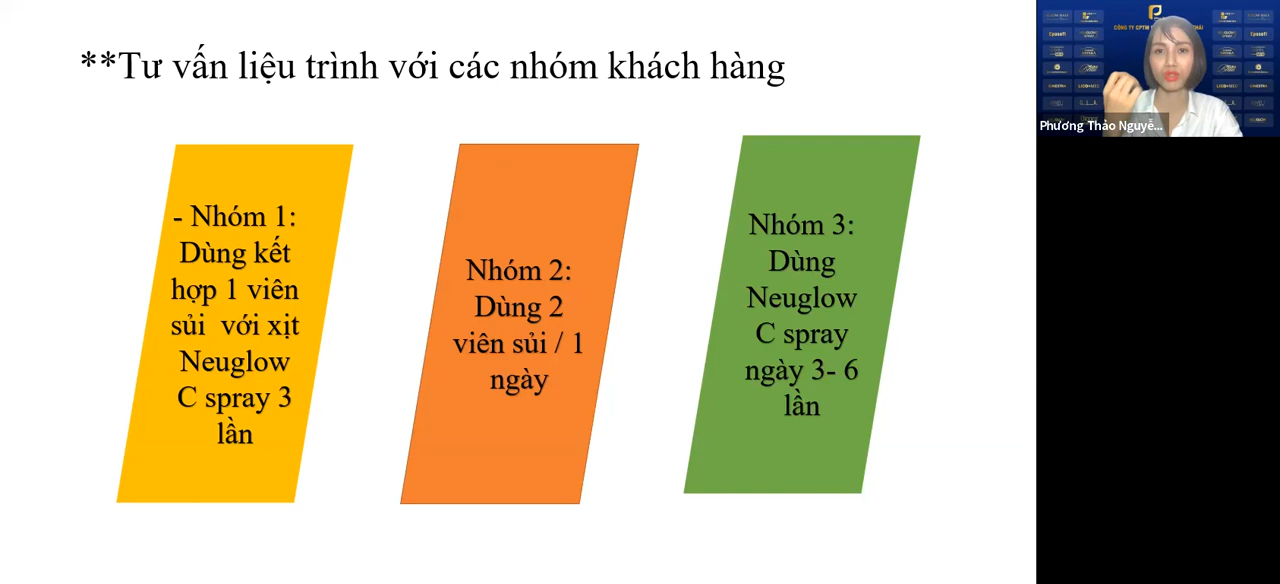 **Tư vấn liệu trình với các nhóm khách hàng
- Nhóm 1:
Dùng kết
hợp 1 viên
sủi với xịt
Neuglow
C spray 3
lần
Nhóm 2:
Dùng 2
viên sủi / 1
ngày
Nhóm 3:
Dùng
Neuglow
C spray
ngày 3- 6
lần
Phương Thảo Nguyễ...